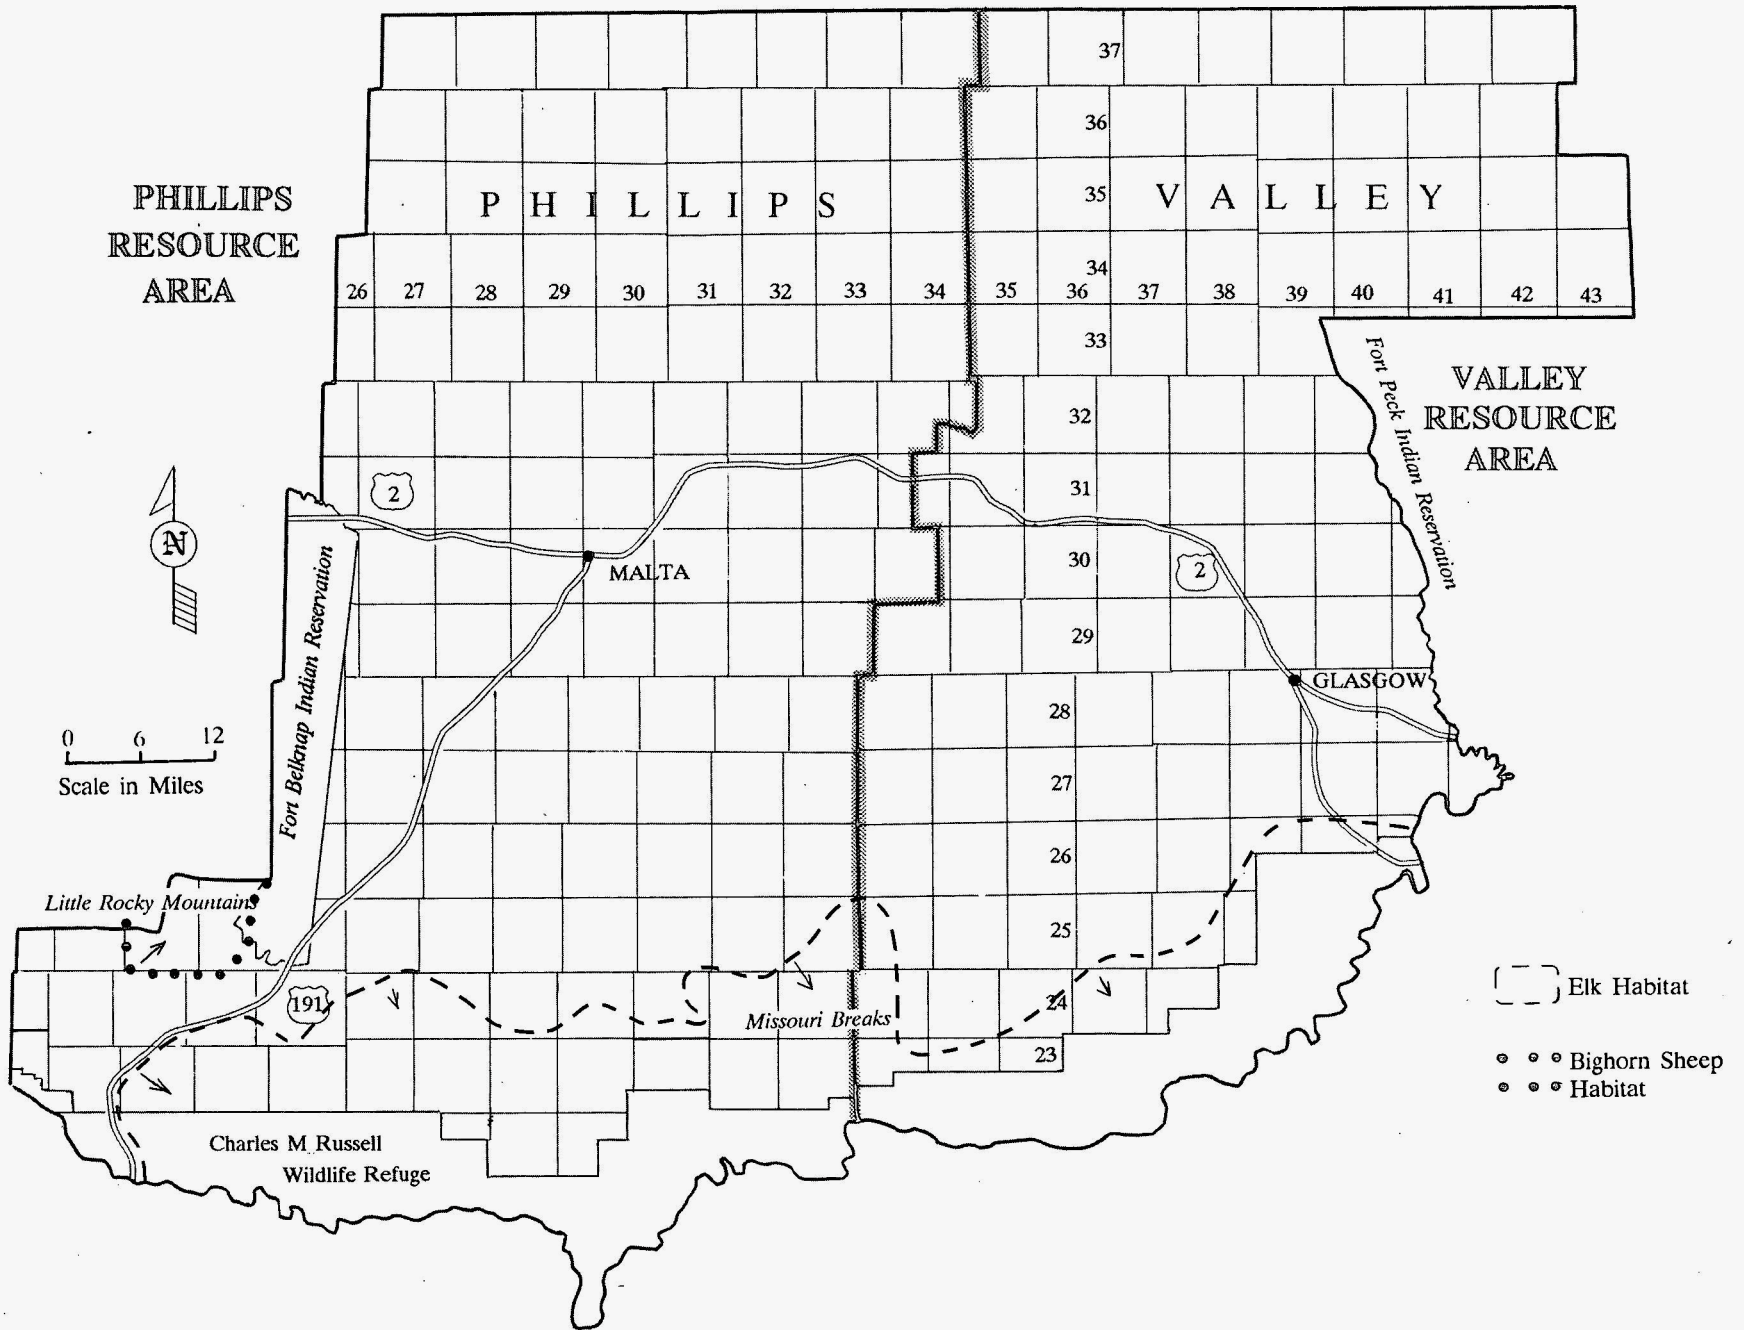 37
36
PHILLIPS
RESOURCE
AREA
PHILLIPS
35
VALLEY
34
26 27 28 29 30 31 32 33 34 35 36 37 38 39 40 41 42 43
33
Fort Peck Indian Reservation
VALLEY
RESOURCE
AREA
32
2
31
N
MALTA
30
2
Fort Belknap Indian Reservation
29
GLASGOW
28
0 6 12
Scale in Miles
27
26
Little Rocky Mountains
25
191
24
Missouri Breaks
Elk Habitat
23
Bighorn Sheep
Habitat
Charles M Russell
Wildlife Refuge